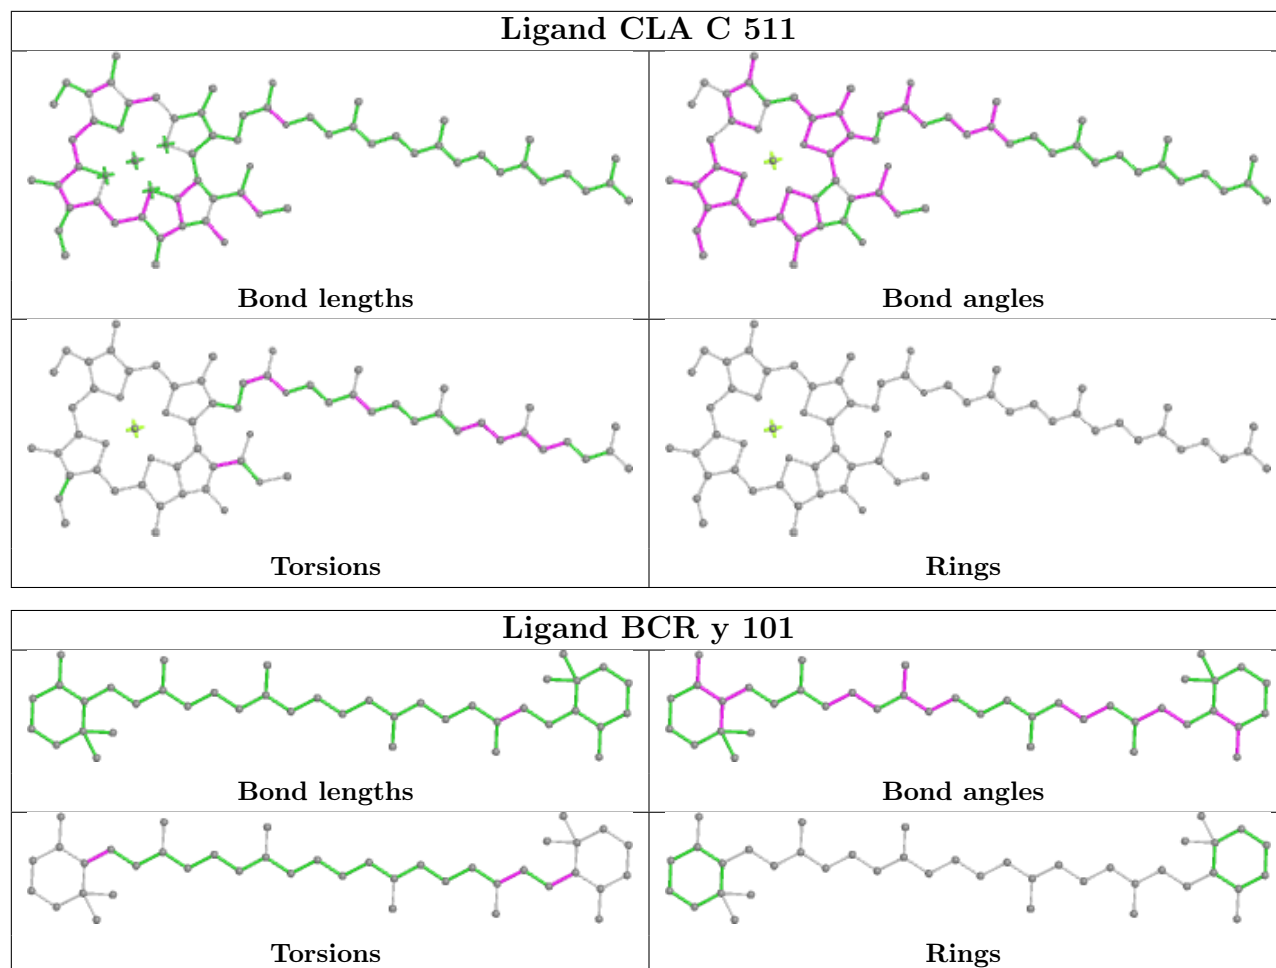 Ligand CLA C 511
Bond lengths
Bond angles
Torsions
Rings
Ligand BCR y 101
Bond lengths
Bond angles
Torsions
Rings